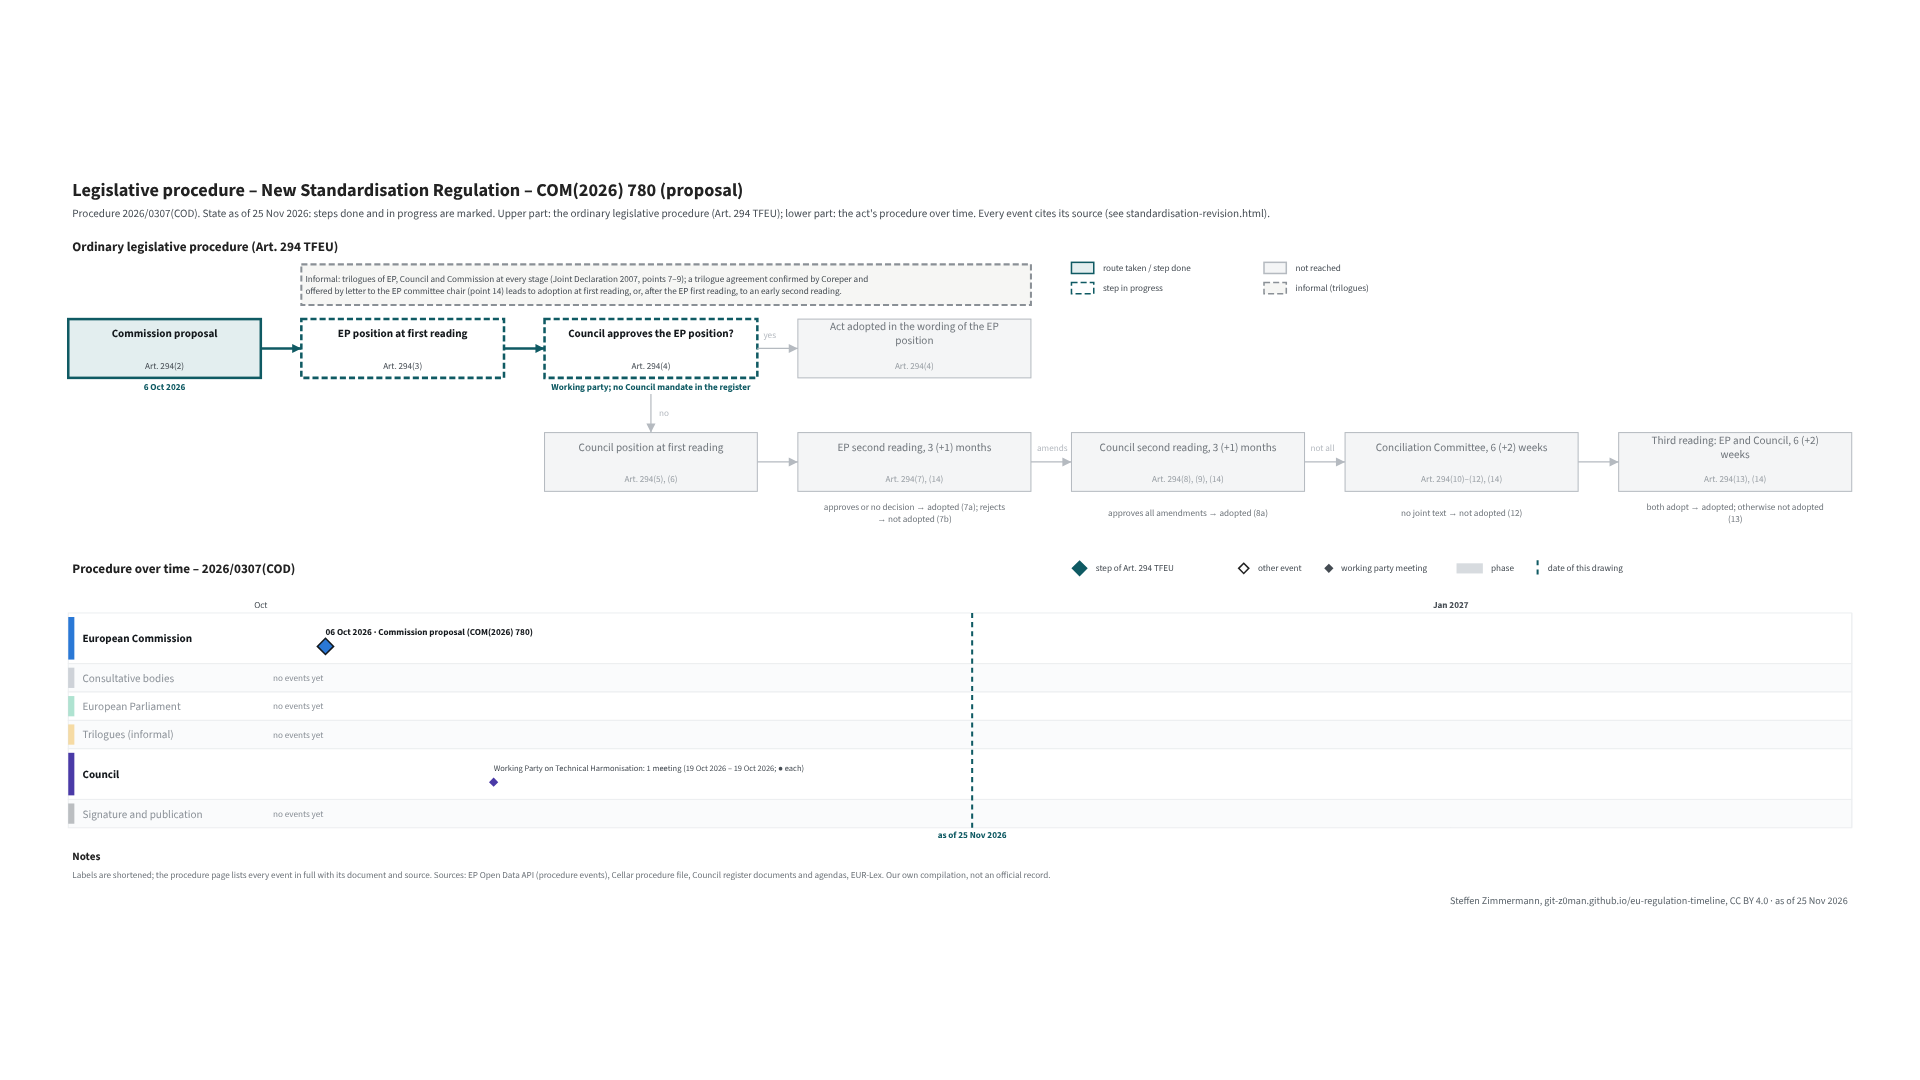 Legislative procedure – New Standardisation Regulation – COM(2026) 780 (proposal)
Procedure 2026/0307(COD). State as of 25 Nov 2026: steps done and in progress are marked. Upper part: the ordinary legislative procedure (Art. 294 TFEU); lower part: the act's procedure over time. Every event cites its source (see standardisation-revision.html).
Ordinary legislative procedure (Art. 294 TFEU)
Informal: trilogues of EP, Council and Commission at every stage (Joint Declaration 2007, points 7–9); a trilogue agreement confirmed by Coreper and
offered by letter to the EP committee chair (point 14) leads to adoption at first reading, or, after the EP first reading, to an early second reading.
route taken / step done
not reached
step in progress
informal (trilogues)
Commission proposal
Art. 294(2)
6 Oct 2026
EP position at first reading
Art. 294(3)
Council approves the EP position?
Art. 294(4)
Working party; no Council mandate in the register
yes
Act adopted in the wording of the EP
position
Art. 294(4)
no
Council position at first reading
Art. 294(5), (6)
EP second reading, 3 (+1) months
Art. 294(7), (14)
approves or no decision → adopted (7a); rejects
→ not adopted (7b)
amends
Council second reading, 3 (+1) months
Art. 294(8), (9), (14)
approves all amendments → adopted (8a)
not all
Conciliation Committee, 6 (+2) weeks
Art. 294(10)–(12), (14)
no joint text → not adopted (12)
Third reading: EP and Council, 6 (+2)
weeks
Art. 294(13), (14)
both adopt → adopted; otherwise not adopted
(13)
Procedure over time – 2026/0307(COD)
step of Art. 294 TFEU
other event
working party meeting
phase
date of this drawing
Oct
Jan 2027
European Commission
06 Oct 2026 · Commission proposal (COM(2026) 780)
Consultative bodies
no events yet
European Parliament
no events yet
Trilogues (informal)
no events yet
Council
Working Party on Technical Harmonisation: 1 meeting (19 Oct 2026 – 19 Oct 2026; ● each)
Signature and publication
no events yet
as of 25 Nov 2026
Notes
Labels are shortened; the procedure page lists every event in full with its document and source. Sources: EP Open Data API (procedure events), Cellar procedure file, Council register documents and agendas, EUR-Lex. Our own compilation, not an official record.
Steffen Zimmermann, git-z0man.github.io/eu-regulation-timeline, CC BY 4.0 · as of 25 Nov 2026